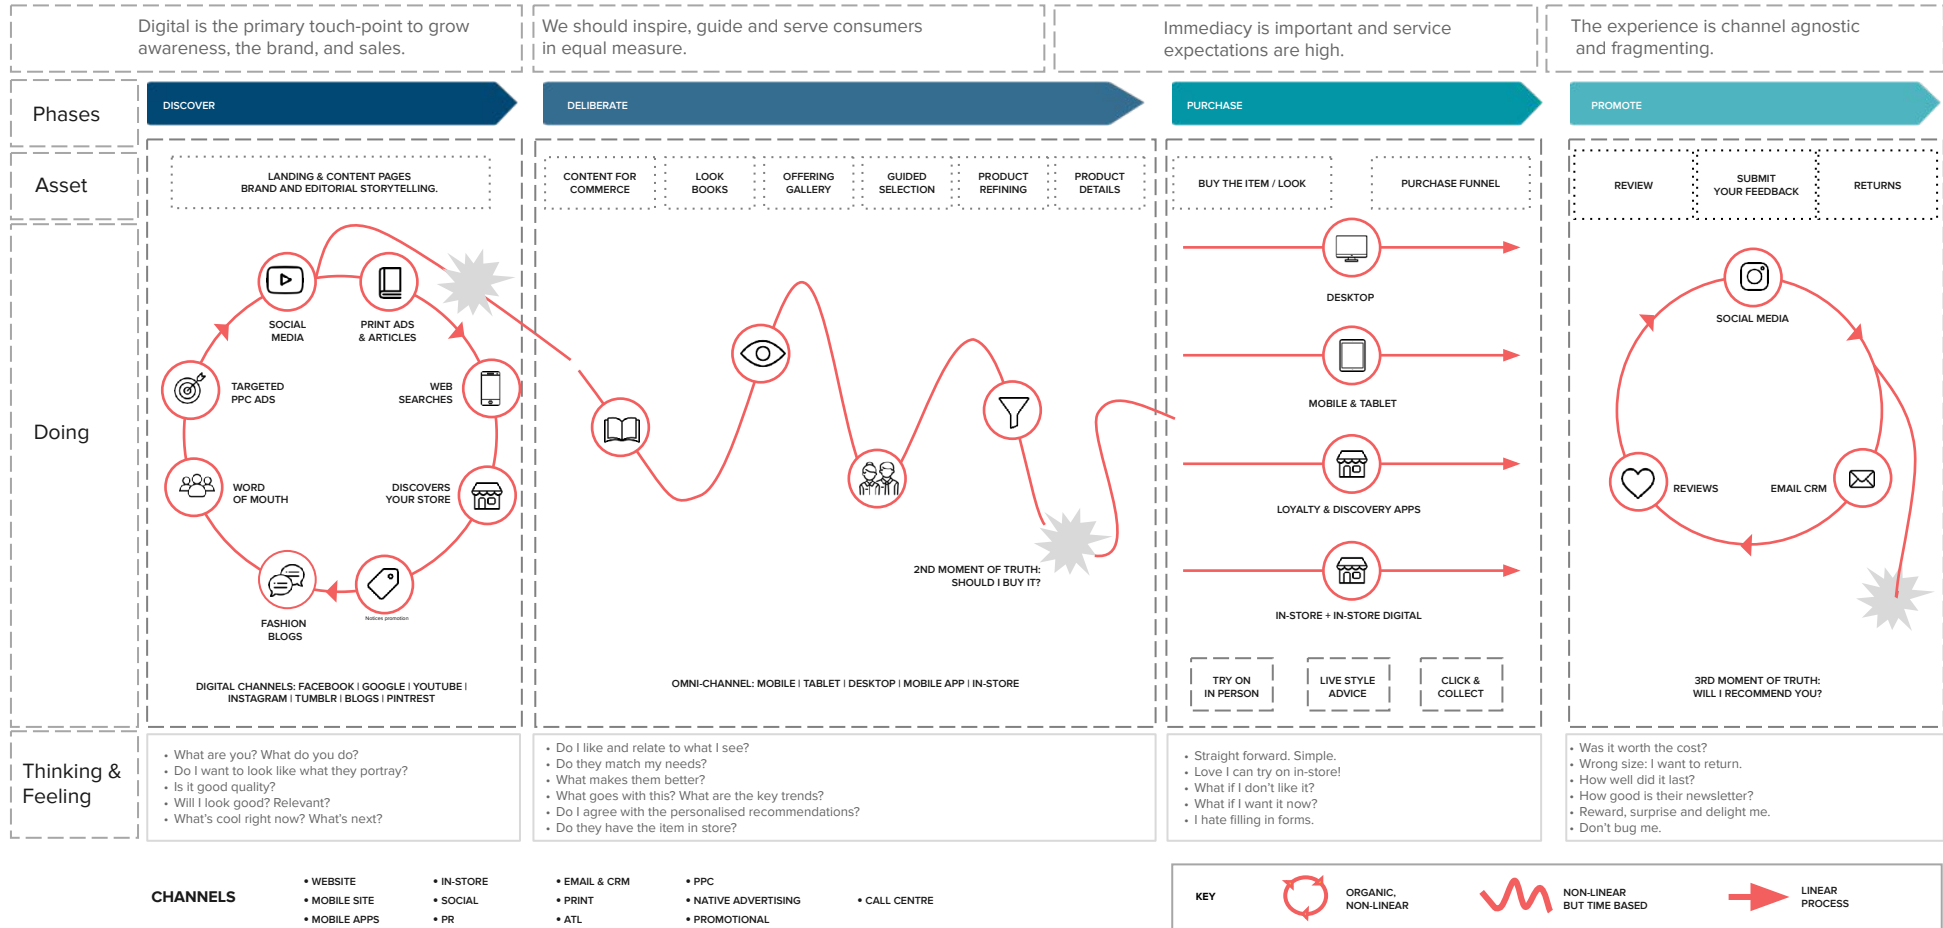 Digital is the primary touch-point to grow
awareness, the brand, and sales.
We should inspire, guide and serve consumers
in equal measure.
Immediacy is important and service
expectations are high.
The experience is channel agnostic
and fragmenting.
Phases
DISCOVER
DELIBERATE
PURCHASE
PROMOTE
Asset
LANDING & CONTENT PAGES
BRAND AND EDITORIAL STORYTELLING.
CONTENT FOR
COMMERCE
LOOK
BOOKS
OFFERING
GALLERY
GUIDED
SELECTION
PRODUCT
REFINING
PRODUCT
DETAILS
BUY THE ITEM / LOOK
PURCHASE FUNNEL
REVIEW
SUBMIT
YOUR FEEDBACK
RETURNS
Doing
SOCIAL
MEDIA
PRINT ADS
& ARTICLES
TARGETED
PPC ADS
WEB
SEARCHES
WORD
OF MOUTH
DISCOVERS
YOUR STORE
FASHION
BLOGS
Notices promotion
DIGITAL CHANNELS: FACEBOOK | GOOGLE | YOUTUBE |
INSTAGRAM | TUMBLR | BLOGS | PINTREST
2ND MOMENT OF TRUTH:
SHOULD I BUY IT?
OMNI-CHANNEL: MOBILE | TABLET | DESKTOP | MOBILE APP | IN-STORE
DESKTOP
MOBILE & TABLET
LOYALTY & DISCOVERY APPS
IN-STORE + IN-STORE DIGITAL
TRY ON
IN PERSON
LIVE STYLE
ADVICE
CLICK &
COLLECT
SOCIAL MEDIA
REVIEWS
EMAIL CRM
3RD MOMENT OF TRUTH:
WILL I RECOMMEND YOU?
Thinking &
Feeling
• What are you? What do you do?
• Do I want to look like what they portray?
• Is it good quality?
• Will I look good? Relevant?
• What's cool right now? What's next?
• Do I like and relate to what I see?
• Do they match my needs?
• What makes them better?
• What goes with this? What are the key trends?
• Do I agree with the personalised recommendations?
• Do they have the item in store?
• Straight forward. Simple.
• Love I can try on in-store!
• What if I don't like it?
• What if I want it now?
• I hate filling in forms.
• Was it worth the cost?
• Wrong size: I want to return.
• How well did it last?
• How good is their newsletter?
• Reward, surprise and delight me.
• Don't bug me.
CHANNELS
• WEBSITE
• MOBILE SITE
• MOBILE APPS
• IN-STORE
• SOCIAL
• PR
• EMAIL & CRM
• PRINT
• ATL
• PPC
• NATIVE ADVERTISING
• PROMOTIONAL
• CALL CENTRE
KEY
ORGANIC,
NON-LINEAR
NON-LINEAR
BUT TIME BASED
LINEAR
PROCESS